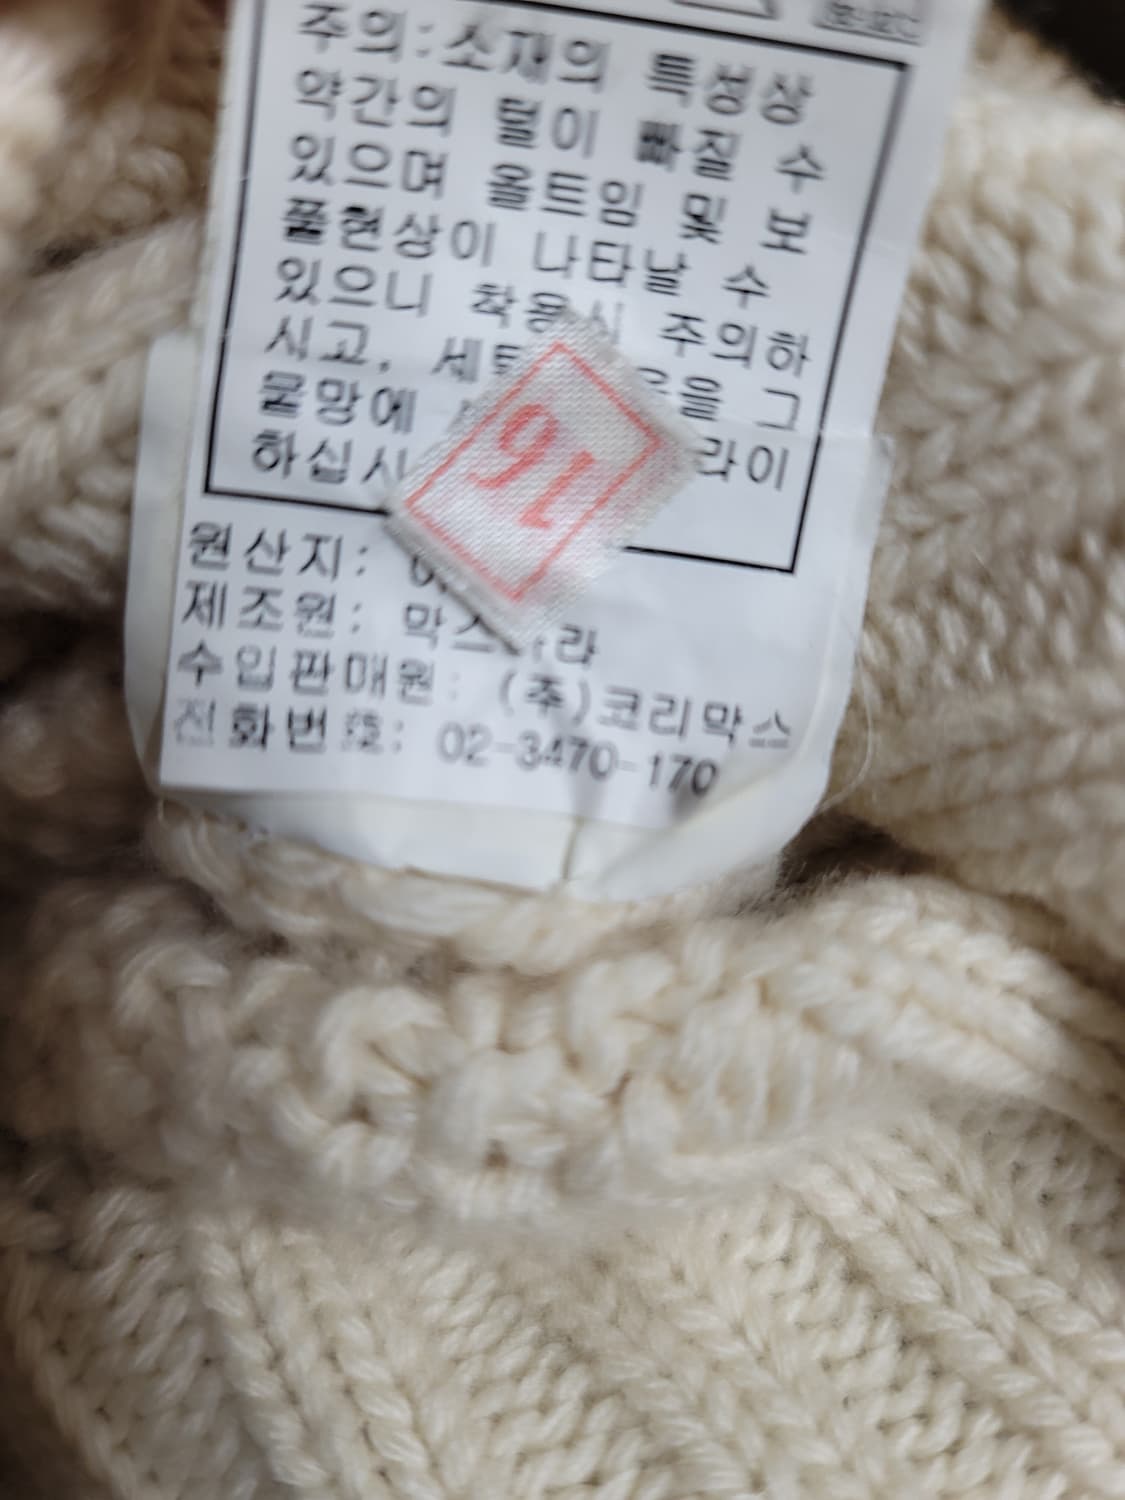 주의:소재의 특성상
약간의 털이 빠질 수
있으며 올트임 및 보
풀현상이 나타날 수
있으니 착용시 주의하
시고, 세탁 을 그
물망에 라이
하십시
16
원산지:
제조원: 막스마라
수입판매원: (주)코리막스
전화번호: 02-3470-170